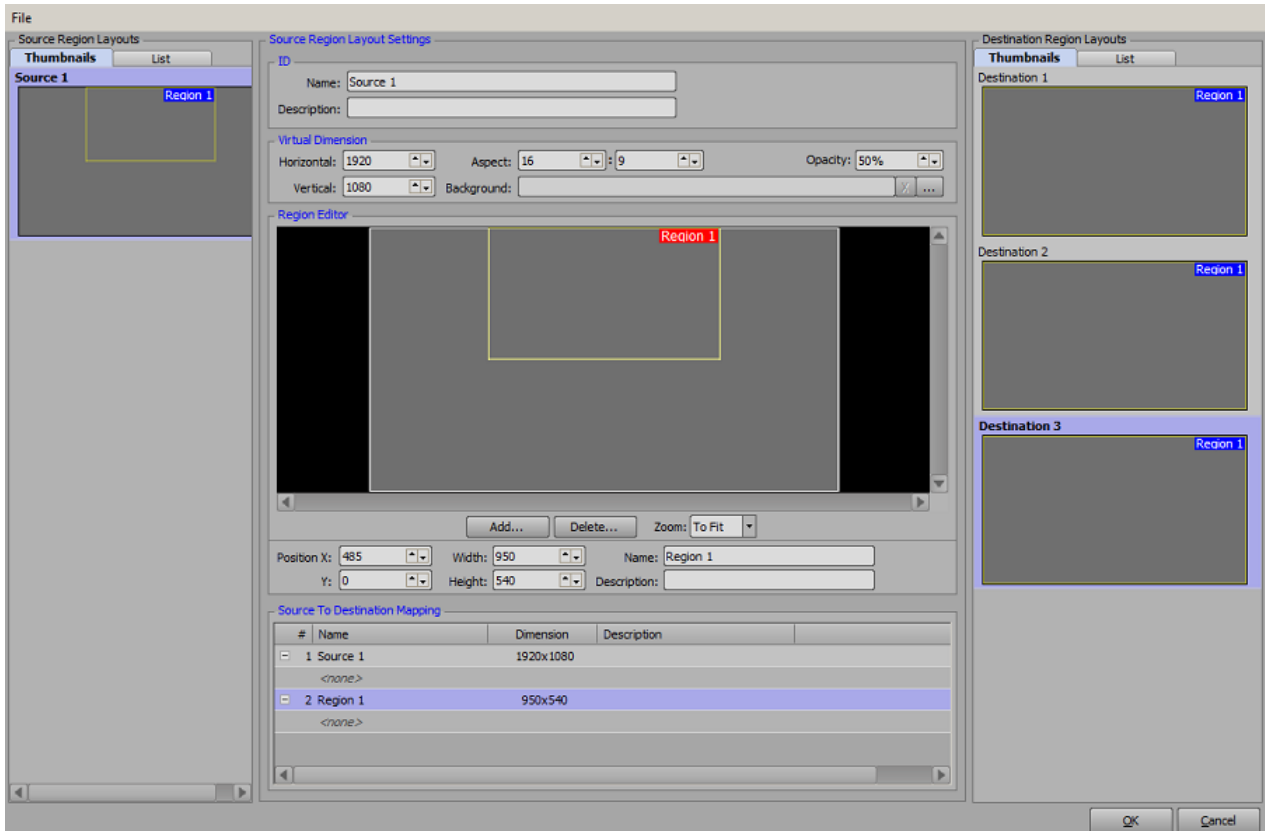 File
Source Region Layouts
Thumbnails List
Source 1
Region 1
Source Region Layout Settings
ID
Name: Source 1
Description:
Virtual Dimension
Horizontal: 1920 Aspect: 16 : 9 Opacity: 50%
Vertical: 1080 Background: X ...
Region Editor
Region 1
Add... Delete... Zoom: To Fit
Position X: 485 Width: 950 Name: Region 1
Y: 0 Height: 540 Description:
Source To Destination Mapping
# Name Dimension Description
1 Source 1 1920x1080
<none>
2 Region 1 950x540
<none>
Destination Region Layouts
Thumbnails List
Destination 1
Region 1
Destination 2
Region 1
Destination 3
Region 1
OK Cancel